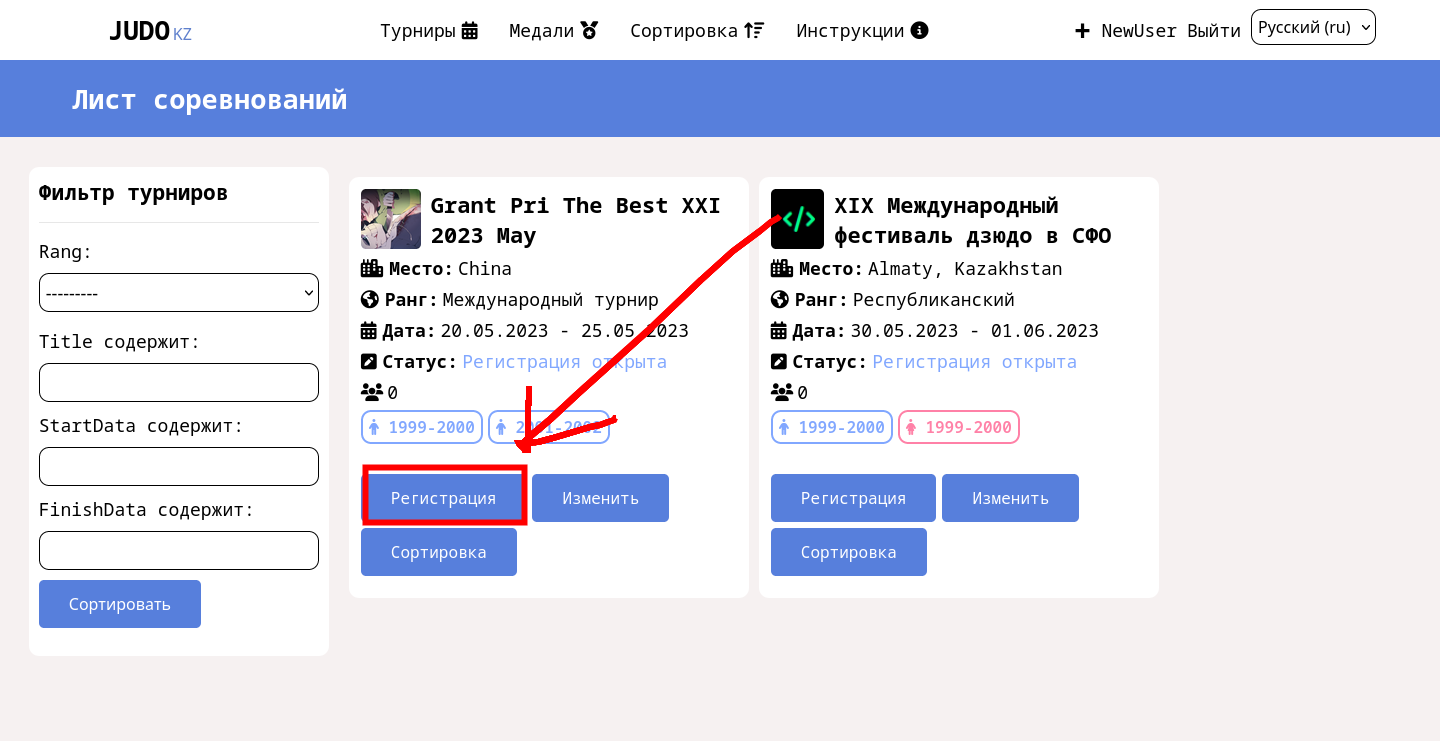 JUDO KZ
Турниры
Медали
Сортировка
Инструкции
NewUser Выйти
Русский (ru)
Лист соревнований
Фильтр турниров
Rang:
---------
Title содержит:
StartData содержит:
FinishData содержит:
Сортировать
Grant Pri The Best XXI
2023 May
Место: China
Ранг: Международный турнир
Дата: 20.05.2023 - 25.05.2023
Статус: Регистрация открыта
0
1999-2000
2001-2002
Регистрация
Изменить
Сортировка
XIX Международный
фестиваль дзюдо в СФО
Место: Almaty, Kazakhstan
Ранг: Республиканский
Дата: 30.05.2023 - 01.06.2023
Статус: Регистрация открыта
0
1999-2000
1999-2000
Регистрация
Изменить
Сортировка